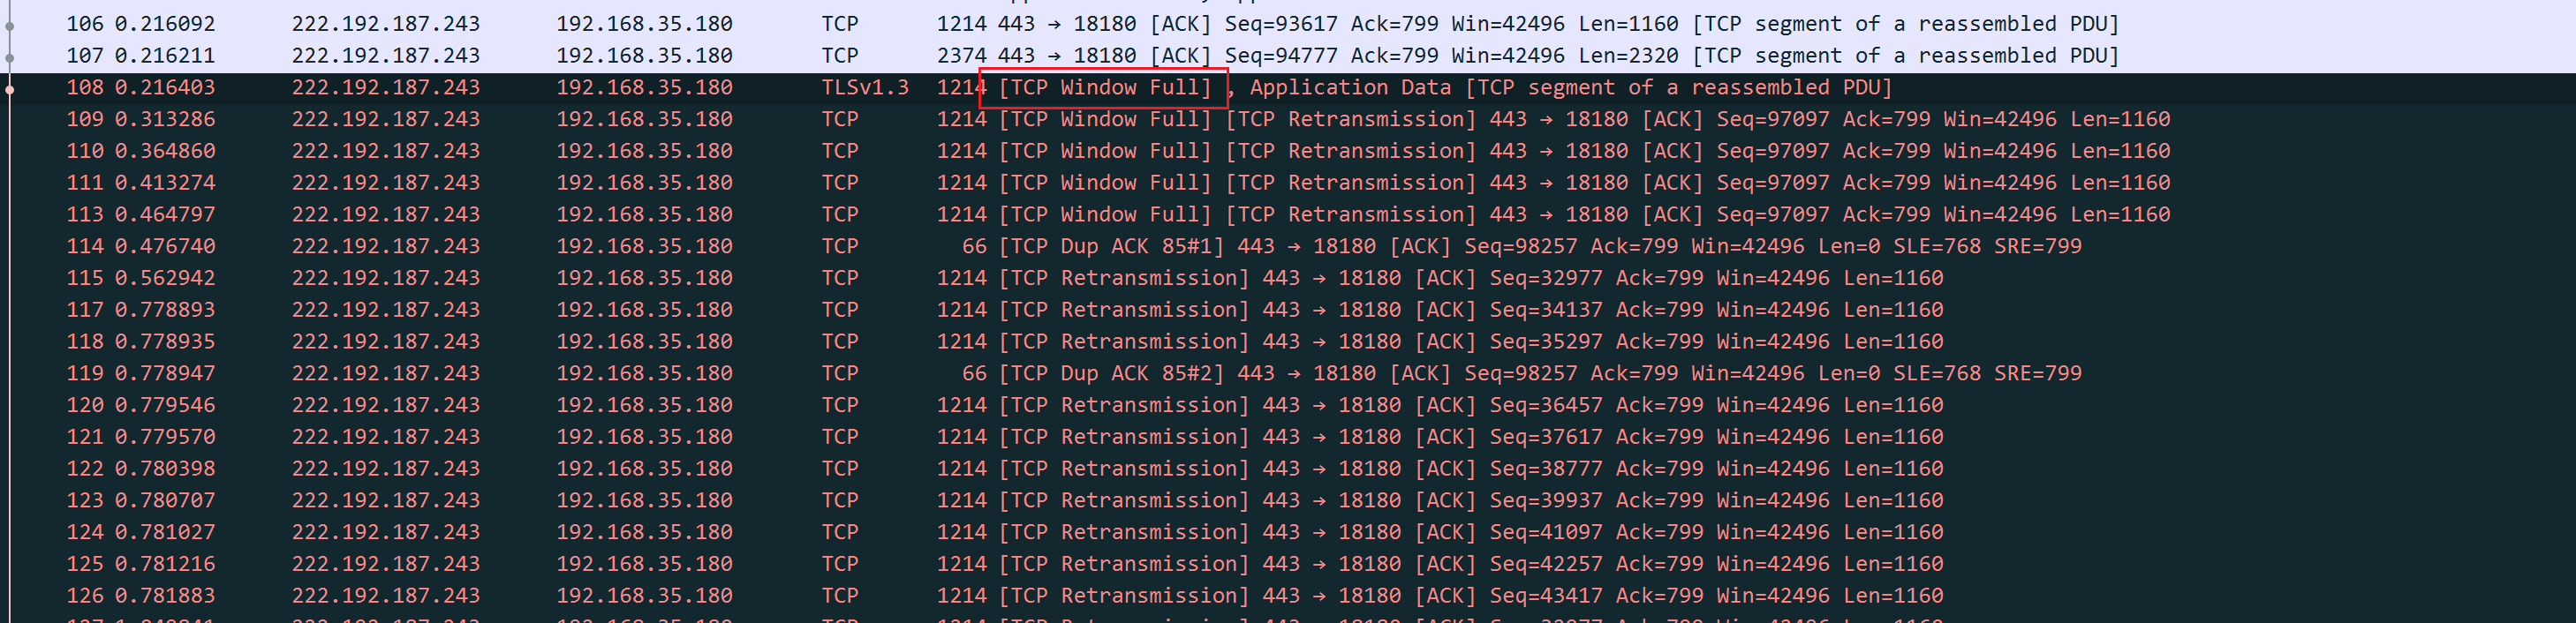 106 0.216092 222.192.187.243 192.168.35.180 TCP 1214 443 → 18180 [ACK] Seq=93617 Ack=799 Win=42496 Len=1160 [TCP segment of a reassembled PDU]
107 0.216211 222.192.187.243 192.168.35.180 TCP 2374 443 → 18180 [ACK] Seq=94777 Ack=799 Win=42496 Len=2320 [TCP segment of a reassembled PDU]
108 0.216403 222.192.187.243 192.168.35.180 TLSv1.3 1214 [TCP Window Full] , Application Data [TCP segment of a reassembled PDU]
109 0.313286 222.192.187.243 192.168.35.180 TCP 1214 [TCP Window Full] [TCP Retransmission] 443 → 18180 [ACK] Seq=97097 Ack=799 Win=42496 Len=1160
110 0.364860 222.192.187.243 192.168.35.180 TCP 1214 [TCP Window Full] [TCP Retransmission] 443 → 18180 [ACK] Seq=97097 Ack=799 Win=42496 Len=1160
111 0.413274 222.192.187.243 192.168.35.180 TCP 1214 [TCP Window Full] [TCP Retransmission] 443 → 18180 [ACK] Seq=97097 Ack=799 Win=42496 Len=1160
113 0.464797 222.192.187.243 192.168.35.180 TCP 1214 [TCP Window Full] [TCP Retransmission] 443 → 18180 [ACK] Seq=97097 Ack=799 Win=42496 Len=1160
114 0.476740 222.192.187.243 192.168.35.180 TCP 66 [TCP Dup ACK 85#1] 443 → 18180 [ACK] Seq=98257 Ack=799 Win=42496 Len=0 SLE=768 SRE=799
115 0.562942 222.192.187.243 192.168.35.180 TCP 1214 [TCP Retransmission] 443 → 18180 [ACK] Seq=32977 Ack=799 Win=42496 Len=1160
117 0.778893 222.192.187.243 192.168.35.180 TCP 1214 [TCP Retransmission] 443 → 18180 [ACK] Seq=34137 Ack=799 Win=42496 Len=1160
118 0.778935 222.192.187.243 192.168.35.180 TCP 1214 [TCP Retransmission] 443 → 18180 [ACK] Seq=35297 Ack=799 Win=42496 Len=1160
119 0.778947 222.192.187.243 192.168.35.180 TCP 66 [TCP Dup ACK 85#2] 443 → 18180 [ACK] Seq=98257 Ack=799 Win=42496 Len=0 SLE=768 SRE=799
120 0.779546 222.192.187.243 192.168.35.180 TCP 1214 [TCP Retransmission] 443 → 18180 [ACK] Seq=36457 Ack=799 Win=42496 Len=1160
121 0.779570 222.192.187.243 192.168.35.180 TCP 1214 [TCP Retransmission] 443 → 18180 [ACK] Seq=37617 Ack=799 Win=42496 Len=1160
122 0.780398 222.192.187.243 192.168.35.180 TCP 1214 [TCP Retransmission] 443 → 18180 [ACK] Seq=38777 Ack=799 Win=42496 Len=1160
123 0.780707 222.192.187.243 192.168.35.180 TCP 1214 [TCP Retransmission] 443 → 18180 [ACK] Seq=39937 Ack=799 Win=42496 Len=1160
124 0.781027 222.192.187.243 192.168.35.180 TCP 1214 [TCP Retransmission] 443 → 18180 [ACK] Seq=41097 Ack=799 Win=42496 Len=1160
125 0.781216 222.192.187.243 192.168.35.180 TCP 1214 [TCP Retransmission] 443 → 18180 [ACK] Seq=42257 Ack=799 Win=42496 Len=1160
126 0.781883 222.192.187.243 192.168.35.180 TCP 1214 [TCP Retransmission] 443 → 18180 [ACK] Seq=43417 Ack=799 Win=42496 Len=1160